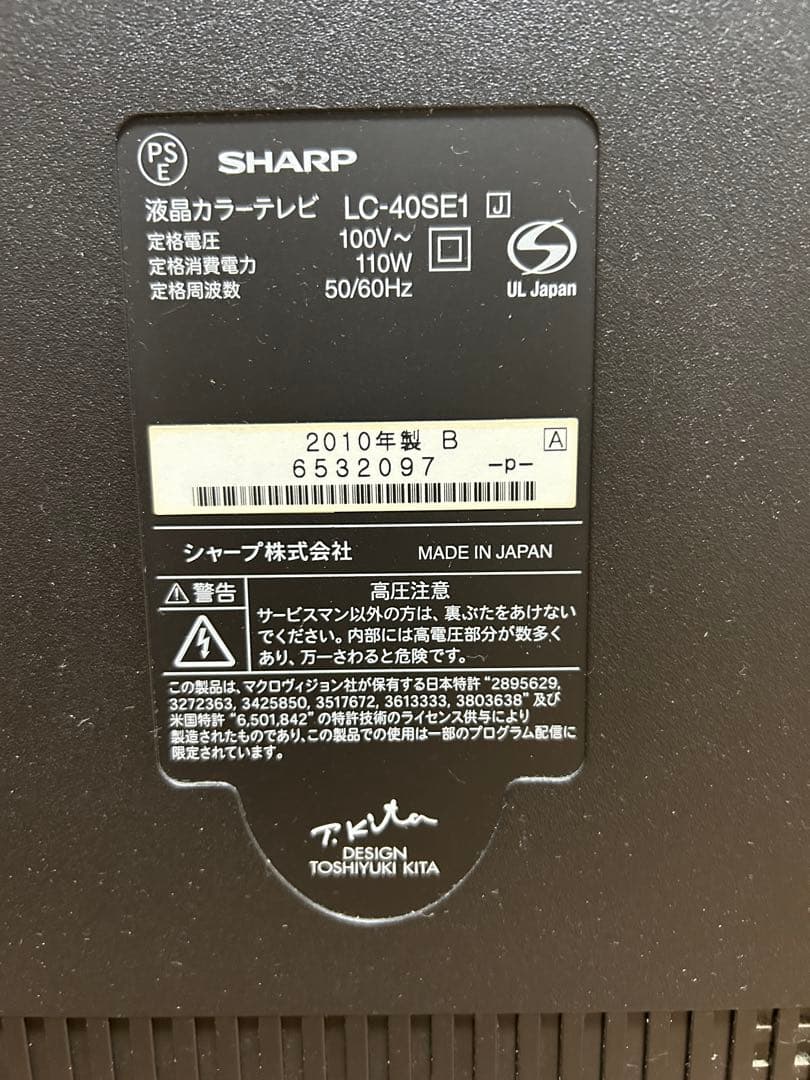 PS
E
SHARP
液晶カラーテレビ LC-40SE1 J
定格電圧 100V～
定格消費電力 110W
定格周波数 50/60Hz
UL Japan
2010年製 B A
6532097 -p-
シャープ株式会社 MADE IN JAPAN
警告 高圧注意
サービスマン以外の方は、裏ぶたをあけない
でください。内部には高電圧部分が数多く
あり、万一さわると危険です。
この製品は、マクロヴィジョン社が保有する日本特許 “2895629,
3272363, 3425850, 3517672, 3613333, 3803638” 及び
米国特許 “6,501,842” の特許技術のライセンス供与により
製造されたものであり、この製品での使用は一部のプログラム配信に
限定されています。
T.Kita
DESIGN
TOSHIYUKI KITA